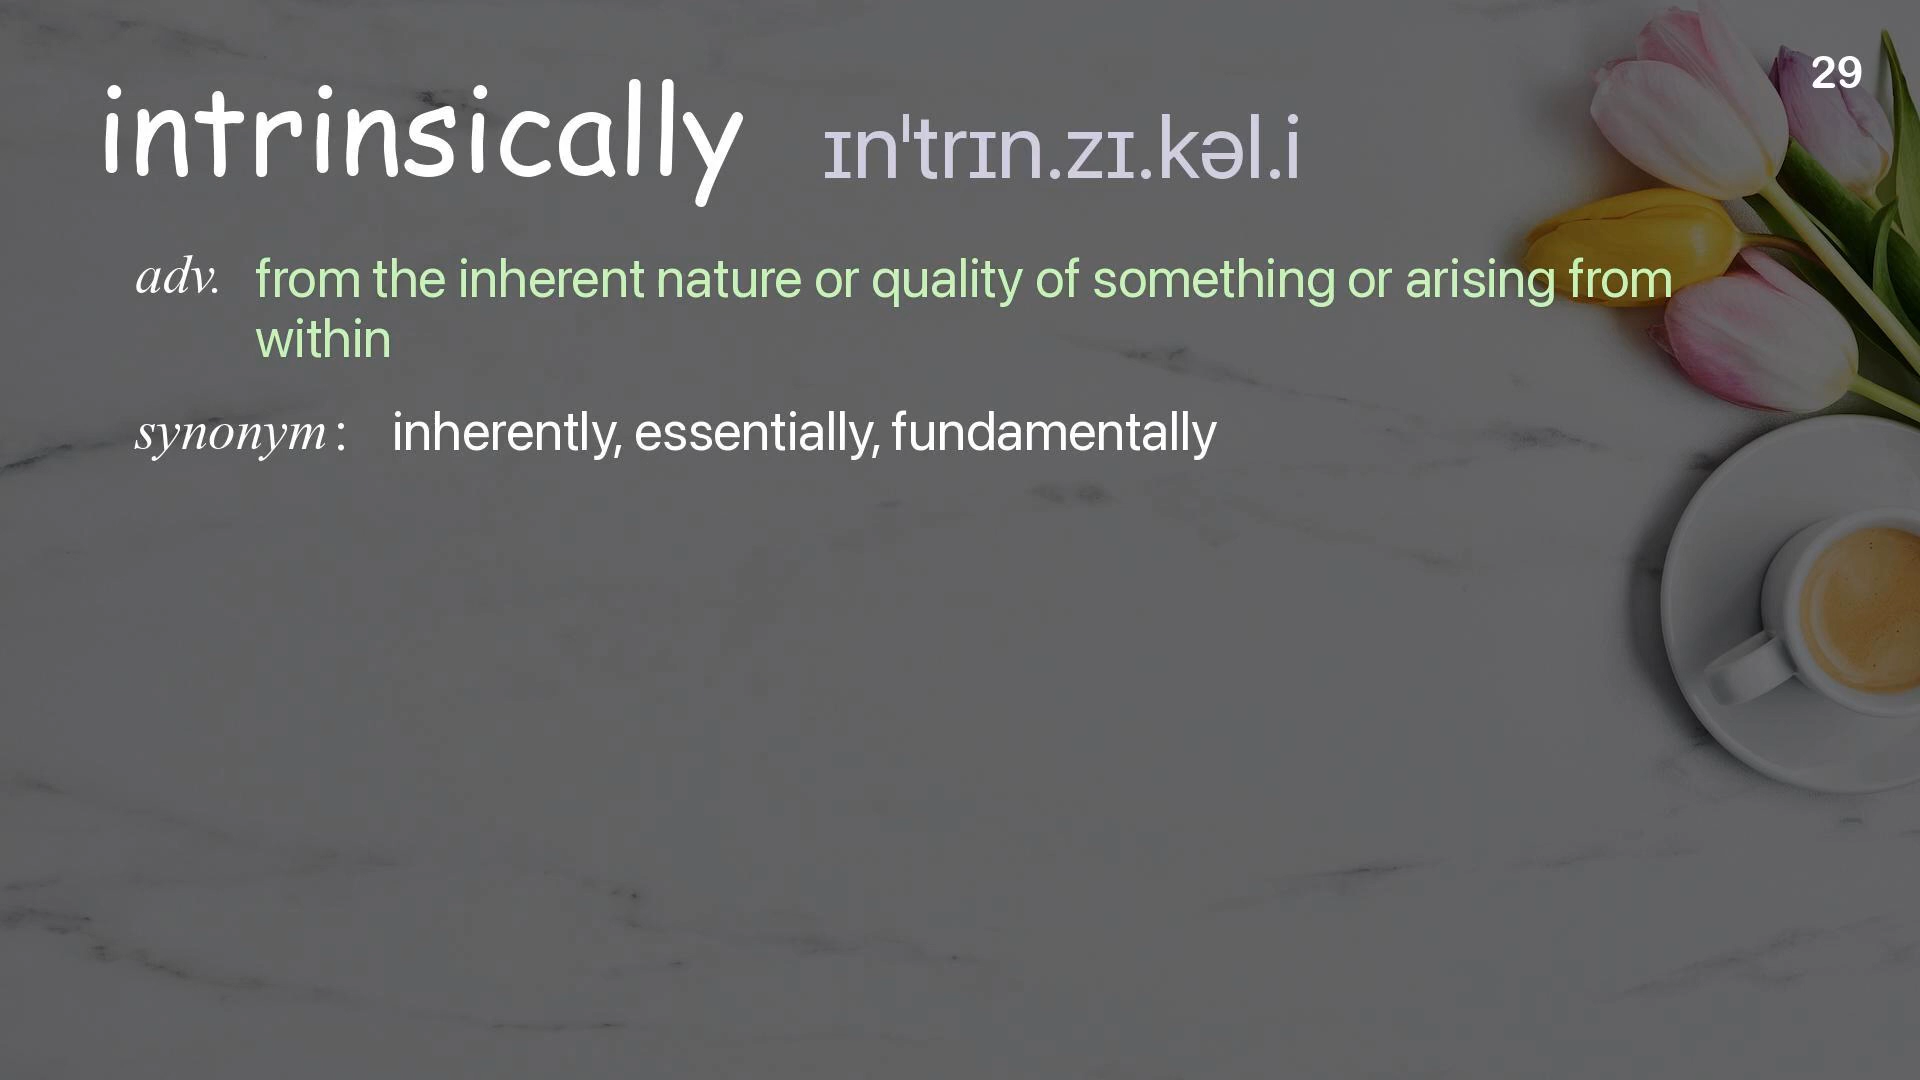 29
intrinsically ɪnˈtrɪn.zɪ.kəl.i
adv. from the inherent nature or quality of something or arising from
within
synonym : inherently, essentially, fundamentally